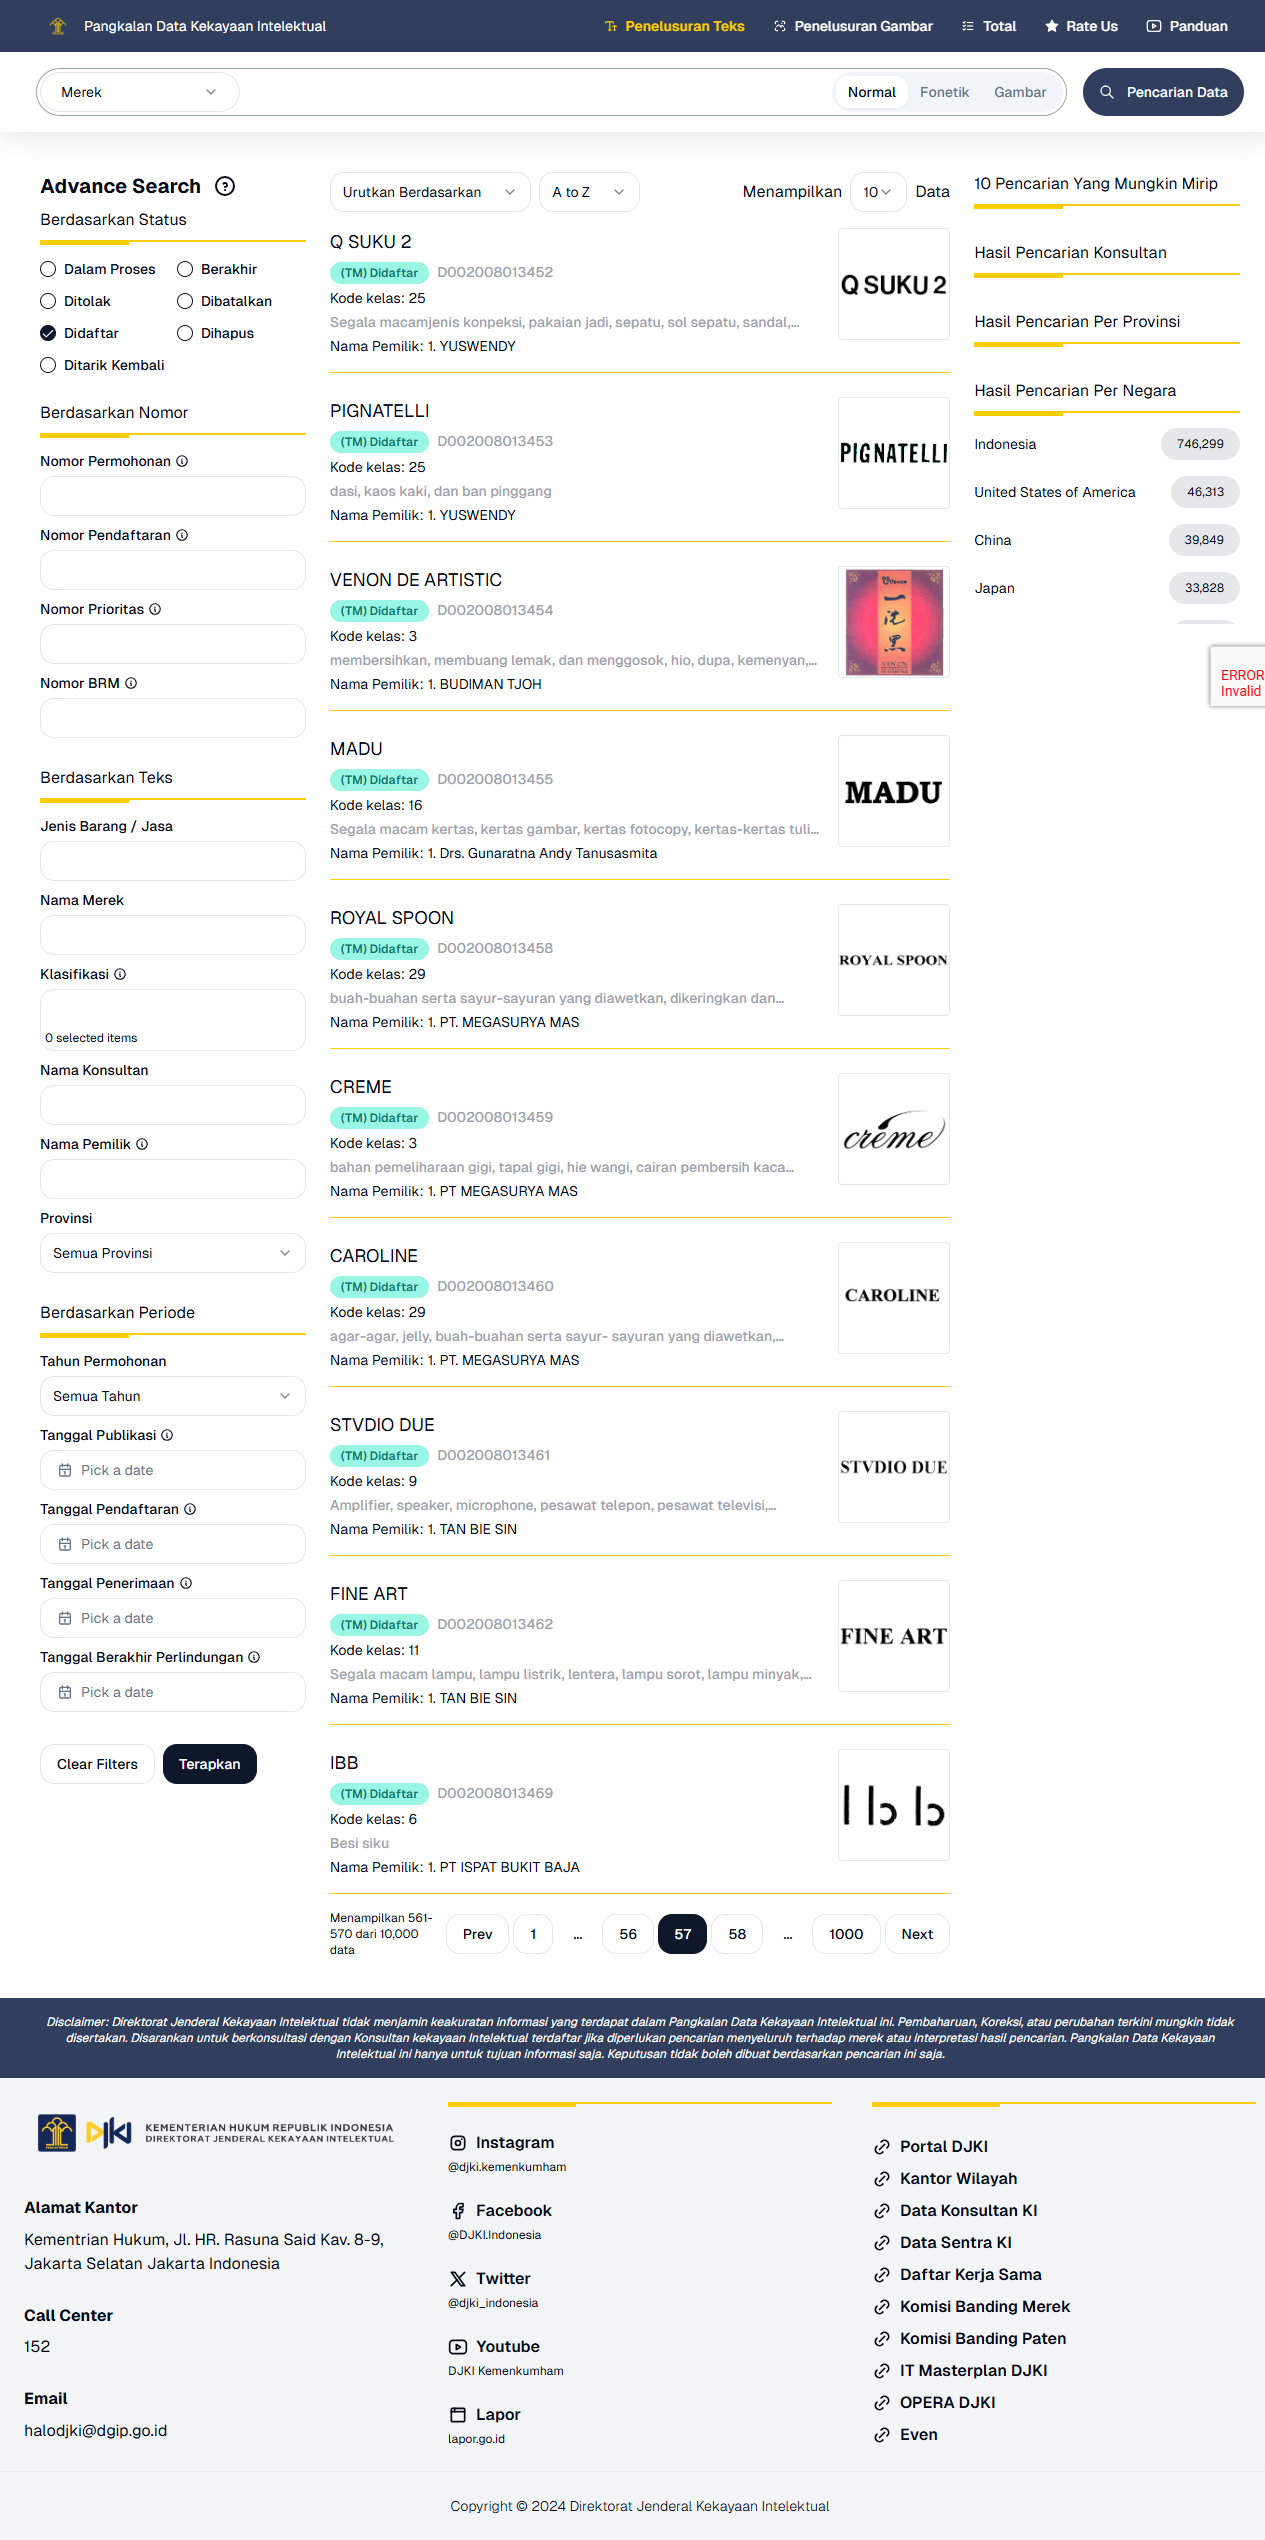 Pangkalan Data Kekayaan Intelektual
Penelusuran Teks
Penelusuran Gambar
Total
Rate Us
Panduan
Merek
Normal
Fonetik
Gambar
Pencarian Data
Advance Search
Berdasarkan Status
Dalam Proses
Berakhir
Ditolak
Dibatalkan
Didaftar
Dihapus
Ditarik Kembali
Berdasarkan Nomor
Nomor Permohonan
Nomor Pendaftaran
Nomor Prioritas
Nomor BRM
Berdasarkan Teks
Jenis Barang / Jasa
Nama Merek
Klasifikasi
0 selected items
Nama Konsultan
Nama Pemilik
Provinsi
Semua Provinsi
Berdasarkan Periode
Tahun Permohonan
Semua Tahun
Tanggal Publikasi
Pick a date
Tanggal Pendaftaran
Pick a date
Tanggal Penerimaan
Pick a date
Tanggal Berakhir Perlindungan
Pick a date
Clear Filters
Terapkan
Urutkan Berdasarkan
A to Z
Menampilkan 10 Data
Q SUKU 2
(TM) Didaftar D002008013452
Kode kelas: 25
Segala macamjenis konpeksi, pakaian jadi, sepatu, sol sepatu, sandal,...
Nama Pemilik: 1. YUSWENDY
Q SUKU 2
PIGNATELLI
(TM) Didaftar D002008013453
Kode kelas: 25
dasi, kaos kaki, dan ban pinggang
Nama Pemilik: 1. YUSWENDY
PIGNATELLI
VENON DE ARTISTIC
(TM) Didaftar D002008013454
Kode kelas: 3
membersihkan, membuang lemak, dan menggosok, hio, dupa, kemenyan,...
Nama Pemilik: 1. BUDIMAN TJOH
Venon
一洗黑
VENON
MADU
(TM) Didaftar D002008013455
Kode kelas: 16
Segala macam kertas, kertas gambar, kertas fotocopy, kertas-kertas tuli...
Nama Pemilik: 1. Drs. Gunaratna Andy Tanusasmita
MADU
ROYAL SPOON
(TM) Didaftar D002008013458
Kode kelas: 29
buah-buahan serta sayur-sayuran yang diawetkan, dikeringkan dan...
Nama Pemilik: 1. PT. MEGASURYA MAS
ROYAL SPOON
CREME
(TM) Didaftar D002008013459
Kode kelas: 3
bahan pemeliharaan gigi, tapal gigi, hie wangi, cairan pembersih kaca...
Nama Pemilik: 1. PT MEGASURYA MAS
créme
CAROLINE
(TM) Didaftar D002008013460
Kode kelas: 29
agar-agar, jelly, buah-buahan serta sayur- sayuran yang diawetkan,...
Nama Pemilik: 1. PT. MEGASURYA MAS
CAROLINE
STVDIO DUE
(TM) Didaftar D002008013461
Kode kelas: 9
Amplifier, speaker, microphone, pesawat telepon, pesawat televisi,...
Nama Pemilik: 1. TAN BIE SIN
STVDIO DUE
FINE ART
(TM) Didaftar D002008013462
Kode kelas: 11
Segala macam lampu, lampu listrik, lentera, lampu sorot, lampu minyak,...
Nama Pemilik: 1. TAN BIE SIN
FINE ART
IBB
(TM) Didaftar D002008013469
Kode kelas: 6
Besi siku
Nama Pemilik: 1. PT ISPAT BUKIT BAJA
I b b
Menampilkan 561-
570 dari 10,000
data
Prev 1 ... 56 57 58 ... 1000 Next
10 Pencarian Yang Mungkin Mirip
Hasil Pencarian Konsultan
Hasil Pencarian Per Provinsi
Hasil Pencarian Per Negara
Indonesia 746,299
United States of America 46,313
China 39,849
Japan 33,828
ERROR
Invalid
Disclaimer: Direktorat Jenderal Kekayaan Intelektual tidak menjamin keakuratan informasi yang terdapat dalam Pangkalan Data Kekayaan Intelektual ini. Pembaharuan, Koreksi, atau perubahan terkini mungkin tidak
disertakan. Disarankan untuk berkonsultasi dengan Konsultan kekayaan Intelektual terdaftar jika diperlukan pencarian menyeluruh terhadap merek atau interpretasi hasil pencarian. Pangkalan Data Kekayaan
Intelektual ini hanya untuk tujuan informasi saja. Keputusan tidak boleh dibuat berdasarkan pencarian ini saja.
KEMENTERIAN HUKUM REPUBLIK INDONESIA
DIREKTORAT JENDERAL KEKAYAAN INTELEKTUAL
Alamat Kantor
Kementrian Hukum, Jl. HR. Rasuna Said Kav. 8-9,
Jakarta Selatan Jakarta Indonesia
Call Center
152
Email
halodjki@dgip.go.id
Instagram
@djki.kemenkumham
Facebook
@DJKI.Indonesia
Twitter
@djki_indonesia
Youtube
DJKI Kemenkumham
Lapor
lapor.go.id
Portal DJKI
Kantor Wilayah
Data Konsultan KI
Data Sentra KI
Daftar Kerja Sama
Komisi Banding Merek
Komisi Banding Paten
IT Masterplan DJKI
OPERA DJKI
Even
Copyright © 2024 Direktorat Jenderal Kekayaan Intelektual